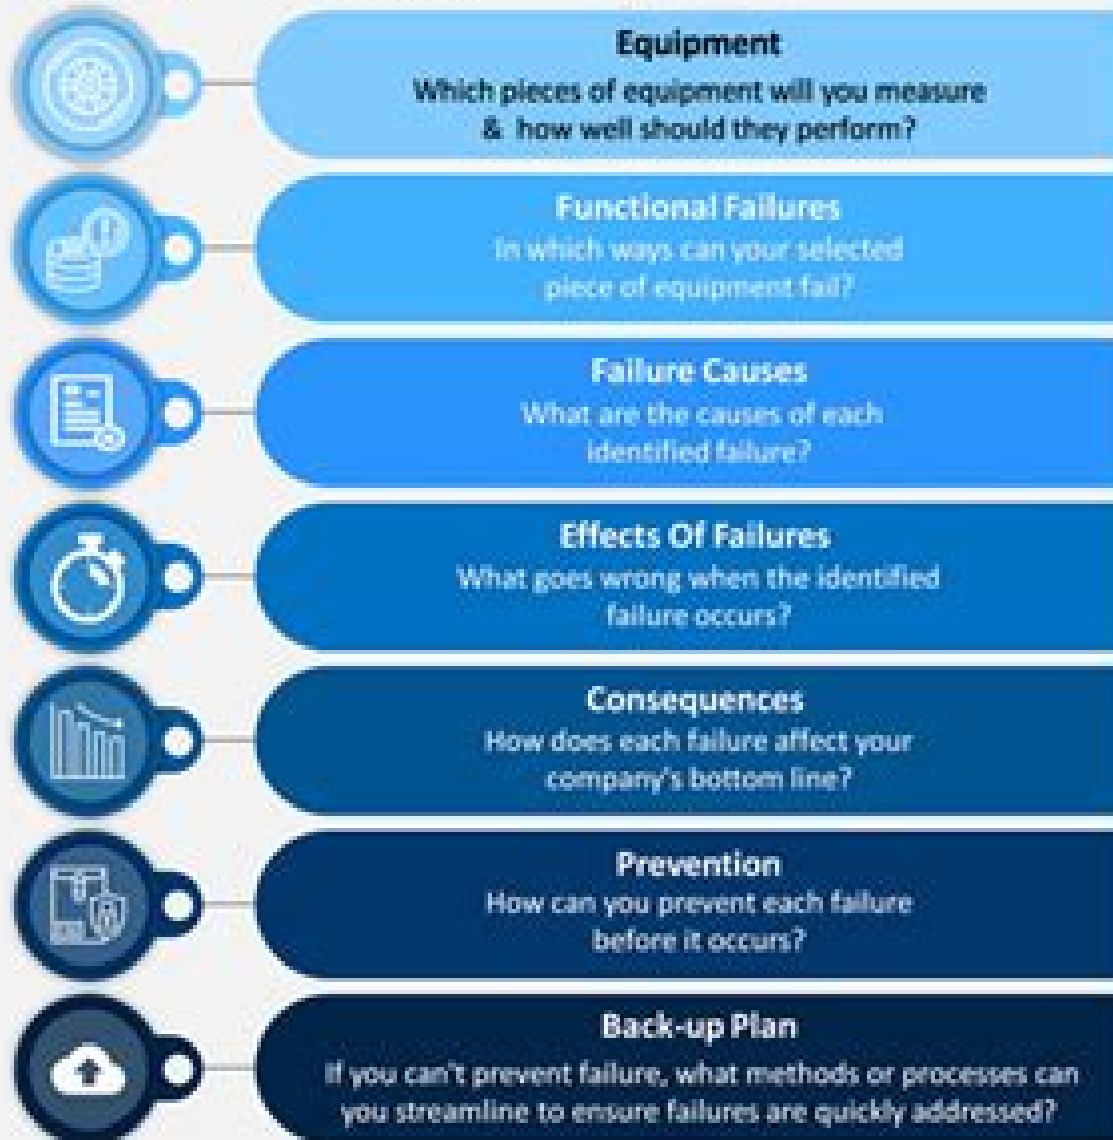 Equipment
Which pieces of equipment will you measure
& how well should they perform?
Functional Failures
In which ways can your selected
piece of equipment fail?
Failure Causes
What are the causes of each
identified failure?
Effects Of Failures
What goes wrong when the identified
failure occurs?
Consequences
How does each failure affect your
company's bottom line?
Prevention
How can you prevent each failure
before it occurs?
Back-up Plan
If you can't prevent failure, what methods or processes can
you streamline to ensure failures are quickly addressed?